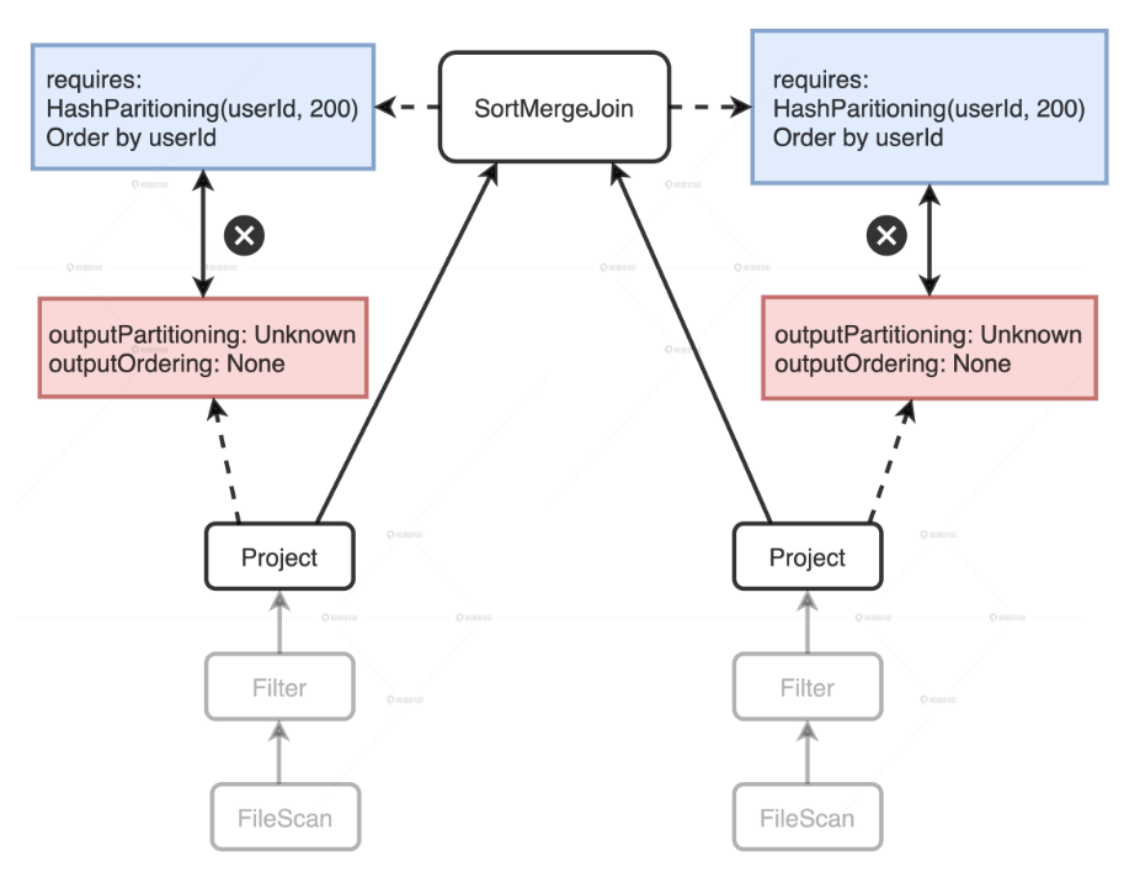 requires:
HashParitioning(userId, 200)
Order by userId
SortMergeJoin
requires:
HashParitioning(userId, 200)
Order by userId
outputPartitioning: Unknown
outputOrdering: None
outputPartitioning: Unknown
outputOrdering: None
Project
Project
Filter
Filter
FileScan
FileScan